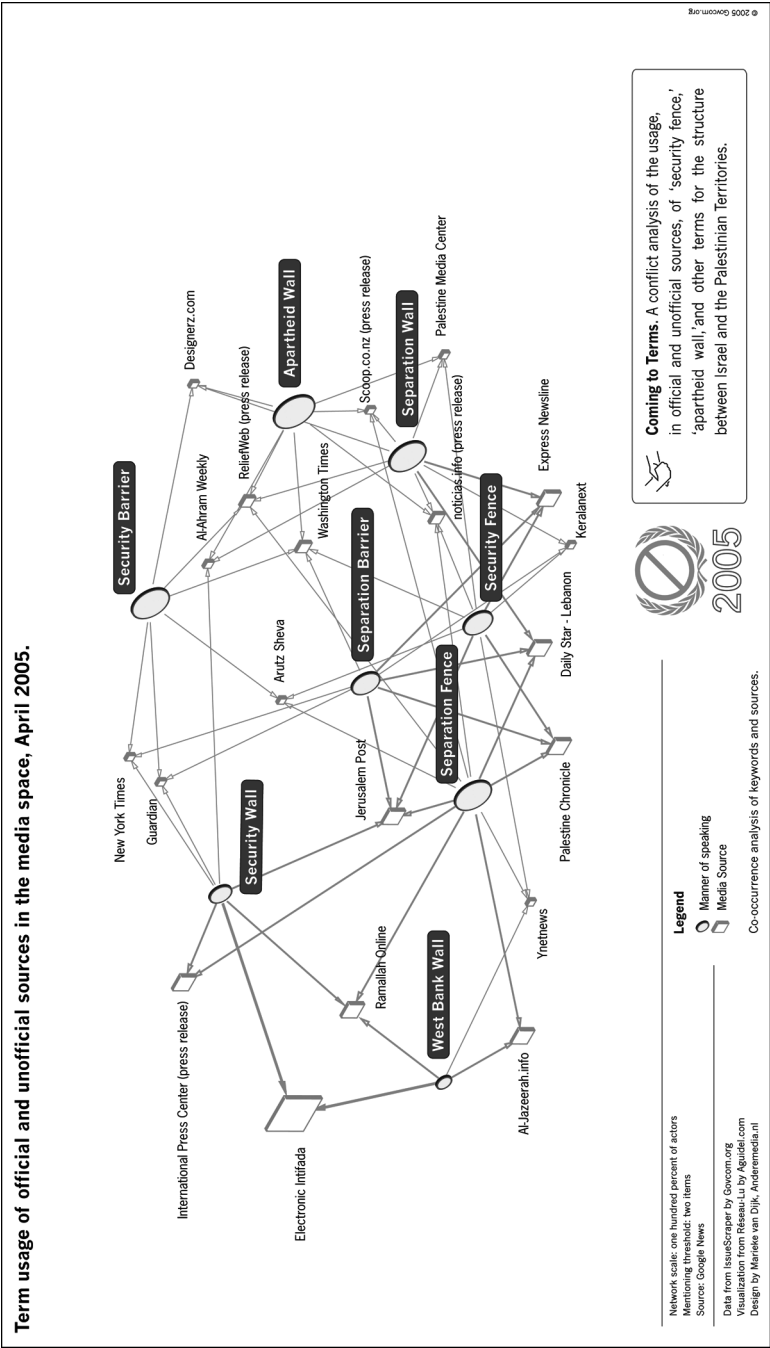 Term usage of official and unofficial sources in the media space, April 2005.
New York Times
Guardian
Security Barrier
Designerz.com
Al-Ahram Weekly
ReliefWeb (press release)
Apartheid Wall
Security Wall
Arutz Sheva
Washington Times
Scoop.co.nz (press release)
International Press Center (press release)
Electronic Intifada
Jerusalem Post
Separation Barrier
Separation Wall
Palestine Media Center
Ramallah Online
noticias.info (press release)
West Bank Wall
Separation Fence
Security Fence
Al-Jazeerah.info
Ynetnews
Palestine Chronicle
Daily Star - Lebanon
Keralanext
Express Newsline
Network scale: one hundred percent of actors
Mentioning threshold: two items
Source: Google News
Data from IssueScraper by Govcom.org
Visualization from Réseau-Lu by Aguidel.com
Design by Marieke van Dijk, Anderemedia.nl
Legend
Manner of speaking
Media Source
Co-occurrence analysis of keywords and sources.
2005
Coming to Terms. A conflict analysis of the usage,
in official and unofficial sources, of ‘security fence,’
‘apartheid wall,’and other terms for the structure
between Israel and the Palestinian Territories.
© 2005 Govcom.org